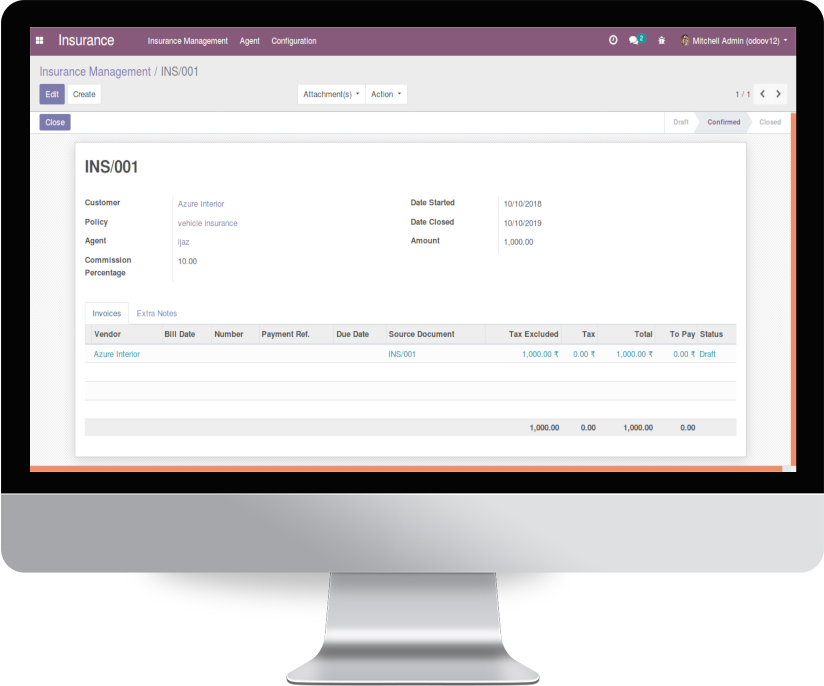 Insurance Insurance Management Agent Configuration 2 Mitchell Admin (odoov12)
Insurance Management / INS/001
Edit Create Attachment(s) Action 1 / 1
Close Draft Confirmed Closed
INS/001
Customer Azure Interior Date Started 10/10/2018
Policy vehicle insurance Date Closed 10/10/2019
Agent ijaz Amount 1,000.00
Commission 10.00
Percentage
Invoices Extra Notes
Vendor Bill Date Number Payment Ref. Due Date Source Document Tax Excluded Tax Total To Pay Status
Azure Interior INS/001 1,000.00 ₹ 0.00 ₹ 1,000.00 ₹ 0.00 ₹ Draft
1,000.00 0.00 1,000.00 0.00